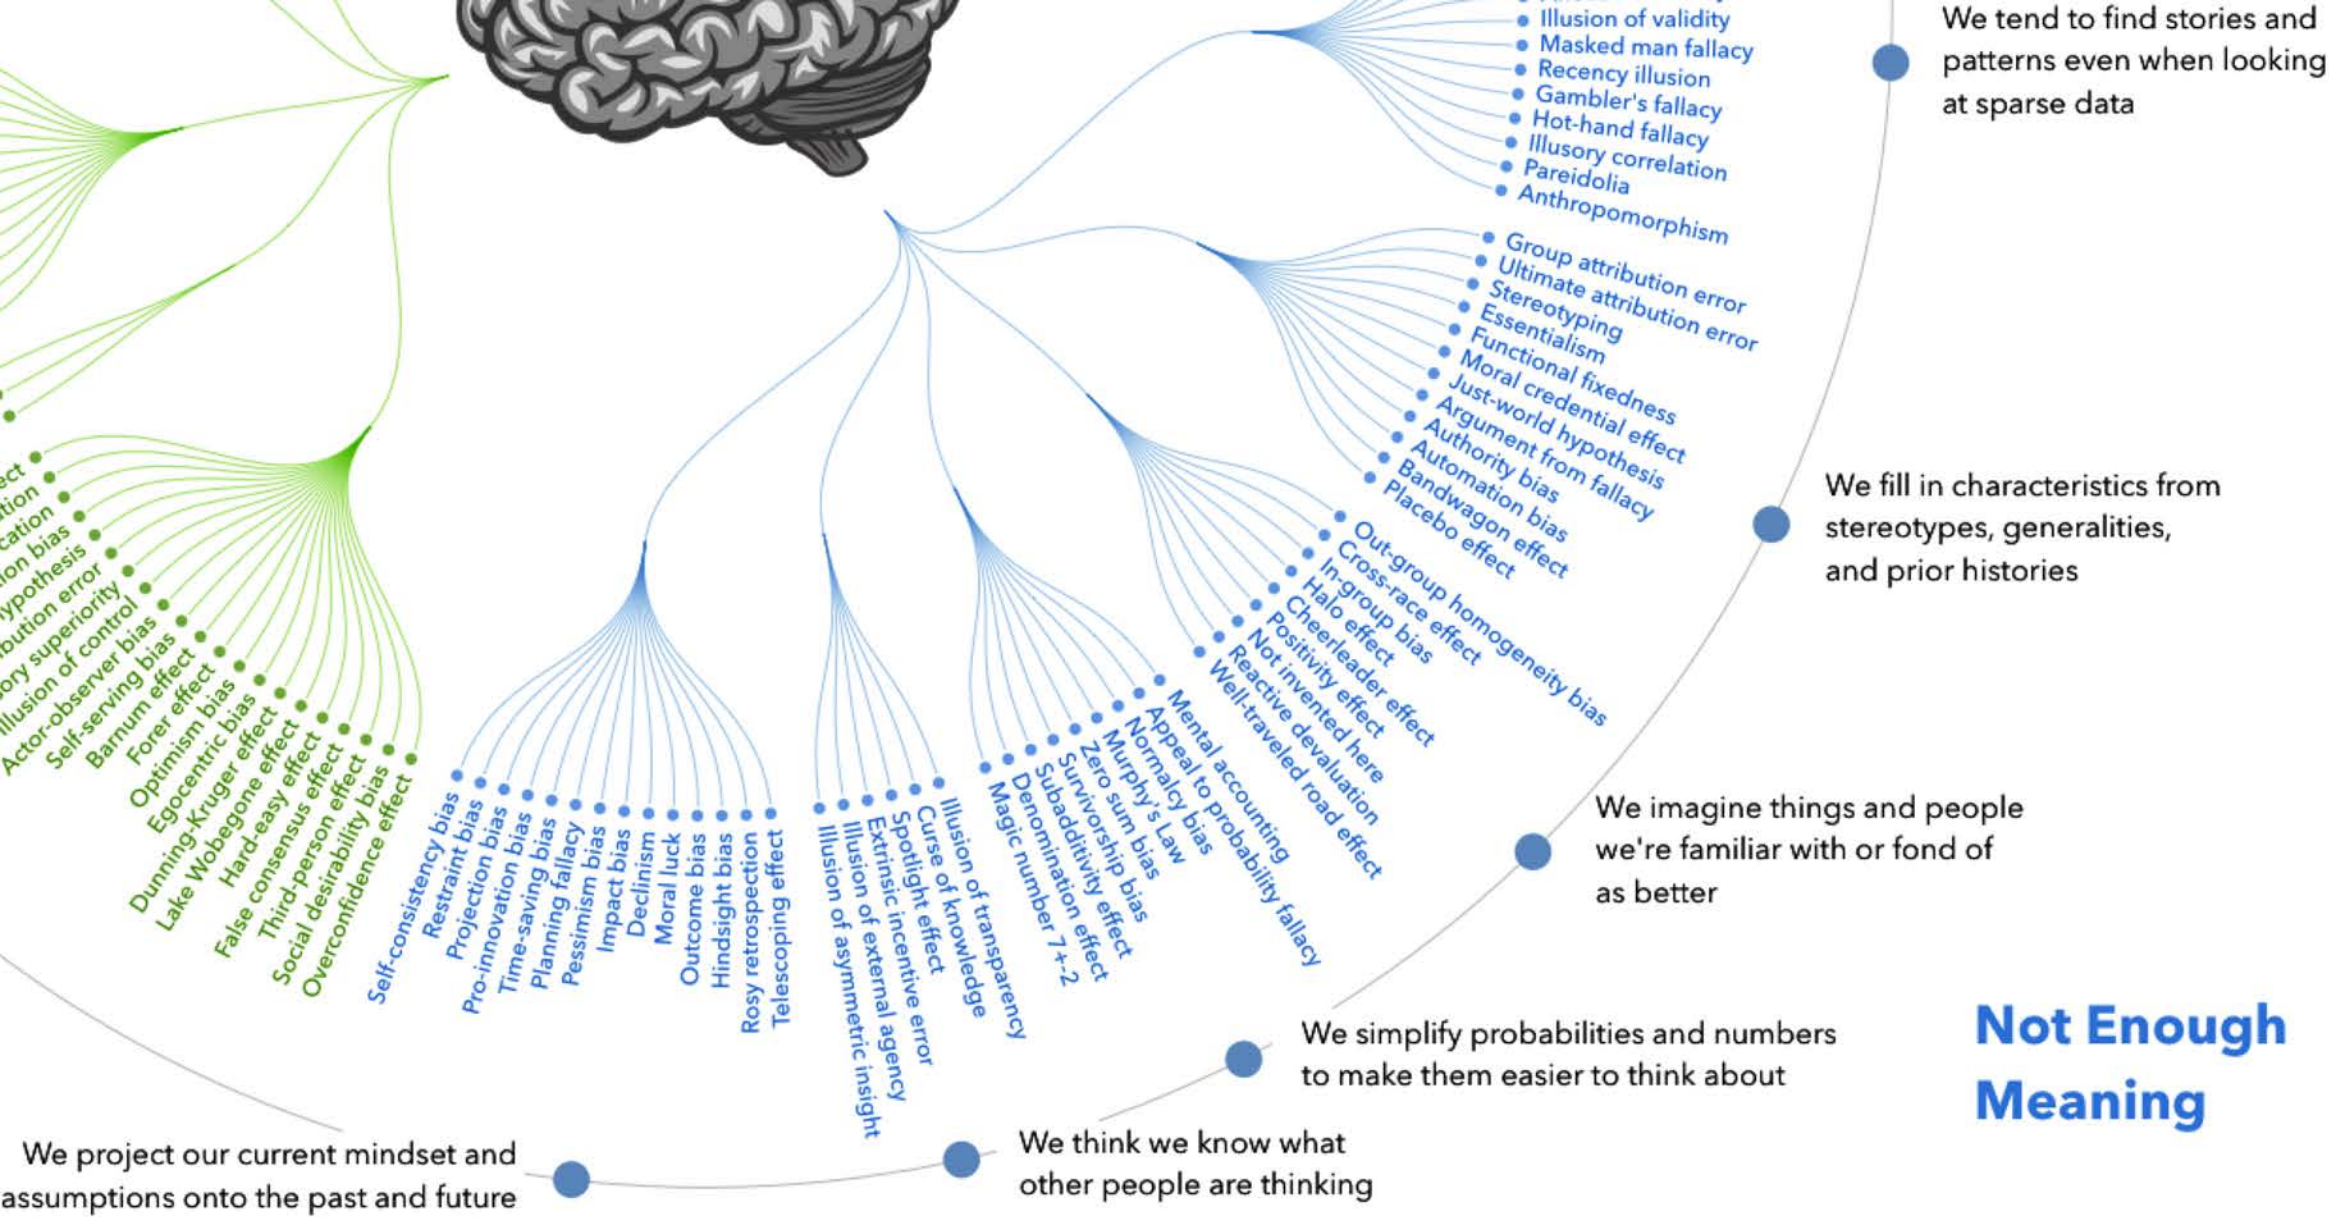 Illusion of validity
Masked man fallacy
Recency illusion
Gambler's fallacy
Hot-hand fallacy
Illusory correlation
Pareidolia
Anthropomorphism
We tend to find stories and
patterns even when looking
at sparse data
Group attribution error
Ultimate attribution error
Stereotyping
Essentialism
Functional fixedness
Moral credential effect
Just-world hypothesis
Argument from fallacy
Authority bias
Automation bias
Bandwagon effect
Placebo effect
We fill in characteristics from
stereotypes, generalities,
and prior histories
Out-group homogeneity bias
Cross-race effect
In-group bias
Halo effect
Cheerleader effect
Positivity effect
Not invented here
Reactive devaluation
Well-traveled road effect
We imagine things and people
we're familiar with or fond of
as better
Mental accounting
Appeal to probability fallacy
Normalcy bias
Murphy's Law
Zero sum bias
Survivorship bias
Subadditivity effect
Denomination effect
Magic number 7+-2
We simplify probabilities and numbers
to make them easier to think about
Illusion of transparency
Curse of knowledge
Spotlight effect
Extrinsic incentive error
Illusion of external agency
Illusion of asymmetric insight
We think we know what
other people are thinking
Telescoping effect
Rosy retrospection
Hindsight bias
Outcome bias
Moral luck
Declinism
Impact bias
Pessimism bias
Planning fallacy
Time-saving bias
Pro-innovation bias
Projection bias
Restraint bias
Self-consistency bias
We project our current mindset and
assumptions onto the past and future
Overconfidence effect
Social desirability bias
Third-person effect
False consensus effect
Hard-easy effect
Lake Wobegone effect
Dunning-Kruger effect
Egocentric bias
Optimism bias
Forer effect
Barnum effect
Self-serving bias
Actor-observer bias
Illusion of control
ory superiority
bution error
ypothesis
ion bias
cation
tion
ect
Not Enough
Meaning